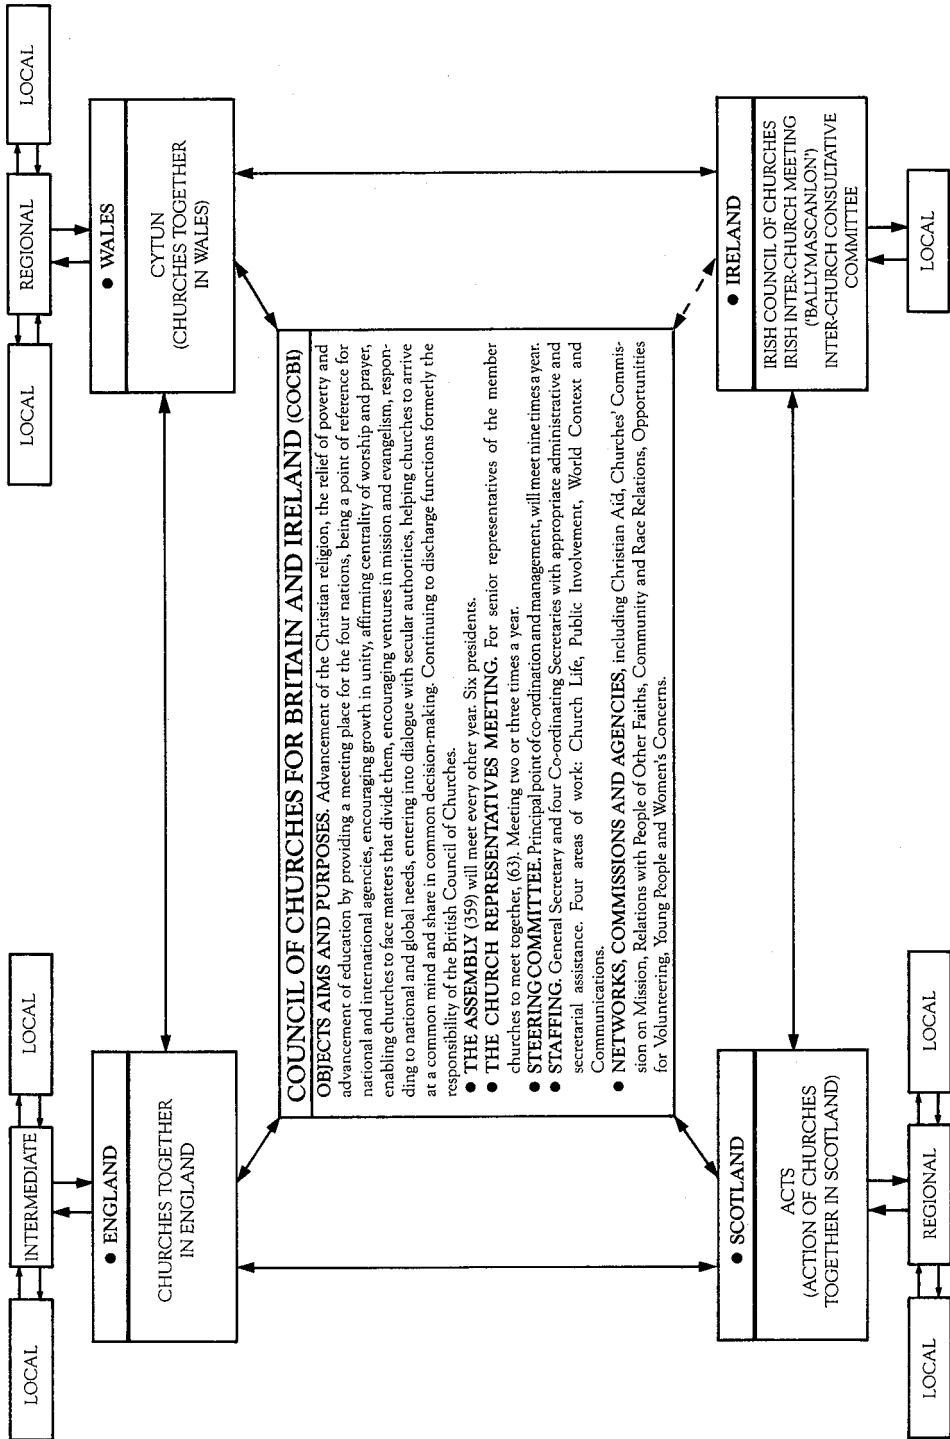 LOCAL
INTERMEDIATE
LOCAL
● ENGLAND
CHURCHES TOGETHER
IN ENGLAND
LOCAL
REGIONAL
LOCAL
● WALES
CYTUN
(CHURCHES TOGETHER
IN WALES)
COUNCIL OF CHURCHES FOR BRITAIN AND IRELAND (COCBI)
OBJECTS AIMS AND PURPOSES. Advancement of the Christian religion, the relief of poverty and
advancement of education by providing a meeting place for the four nations, being a point of reference for
national and international agencies, encouraging growth in unity, affirming centrality of worship and prayer,
enabling churches to face matters that divide them, encouraging ventures in mission and evangelism, respon-
ding to national and global needs, entering into dialogue with secular authorities, helping churches to arrive
at a common mind and share in common decision-making. Continuing to discharge functions formerly the
responsibility of the British Council of Churches.
● THE ASSEMBLY (359) will meet every other year. Six presidents.
● THE CHURCH REPRESENTATIVES MEETING. For senior representatives of the member
churches to meet together, (63). Meeting two or three times a year.
● STEERING COMMITTEE. Principal point of co-ordination and management, will meet nine times a year.
● STAFFING. General Secretary and four Co-ordinating Secretaries with appropriate administrative and
secretarial assistance. Four areas of work: Church Life, Public Involvement, World Context and
Communications.
● NETWORKS, COMMISSIONS AND AGENCIES, including Christian Aid, Churches' Commis-
sion on Mission, Relations with People of Other Faiths, Community and Race Relations, Opportunities
for Volunteering, Young People and Women's Concerns.
● SCOTLAND
ACTS
(ACTION OF CHURCHES
TOGETHER IN SCOTLAND)
LOCAL
REGIONAL
LOCAL
● IRELAND
IRISH COUNCIL OF CHURCHES
IRISH INTER-CHURCH MEETING
('BALLYMASCANLON')
INTER-CHURCH CONSULTATIVE
COMMITTEE
LOCAL